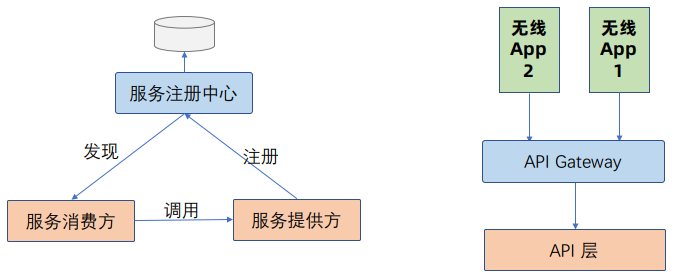 服务注册中心
发现
注册
服务消费方
调用
服务提供方
无线
App
2
无线
App
1
API Gateway
API 层